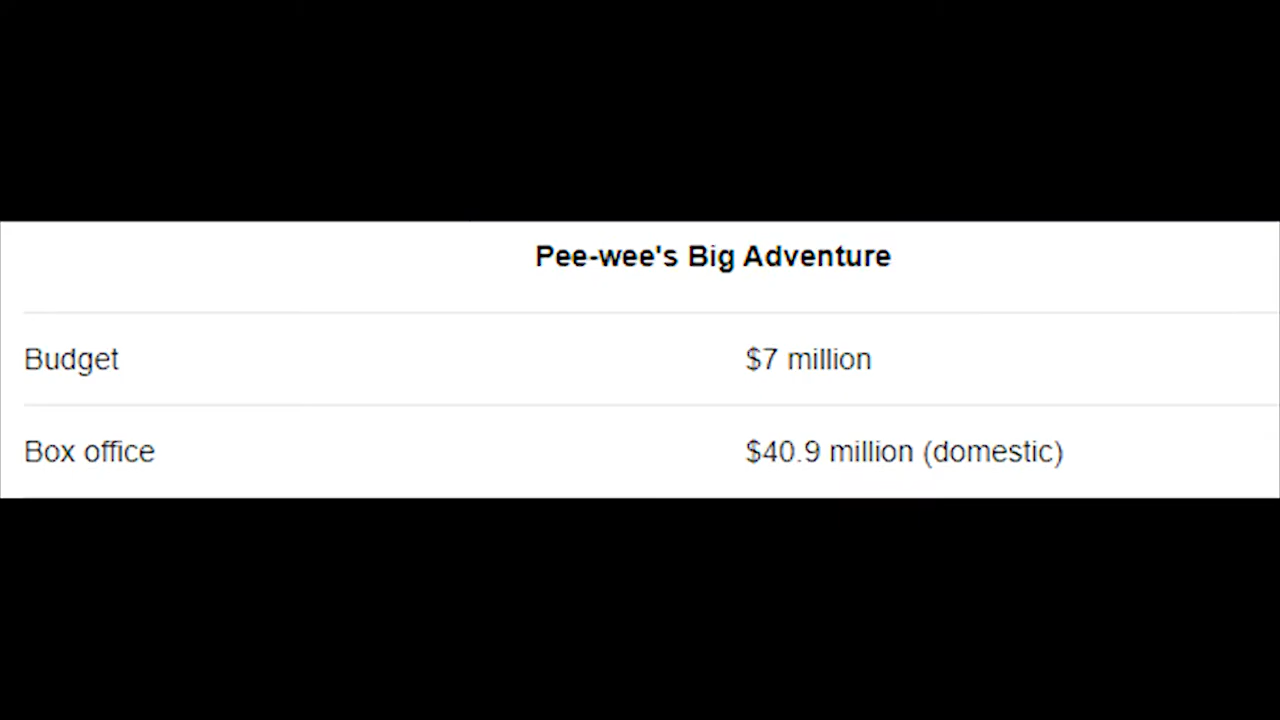 Pee-wee's Big Adventure
Budget $7 million
Box office $40.9 million (domestic)